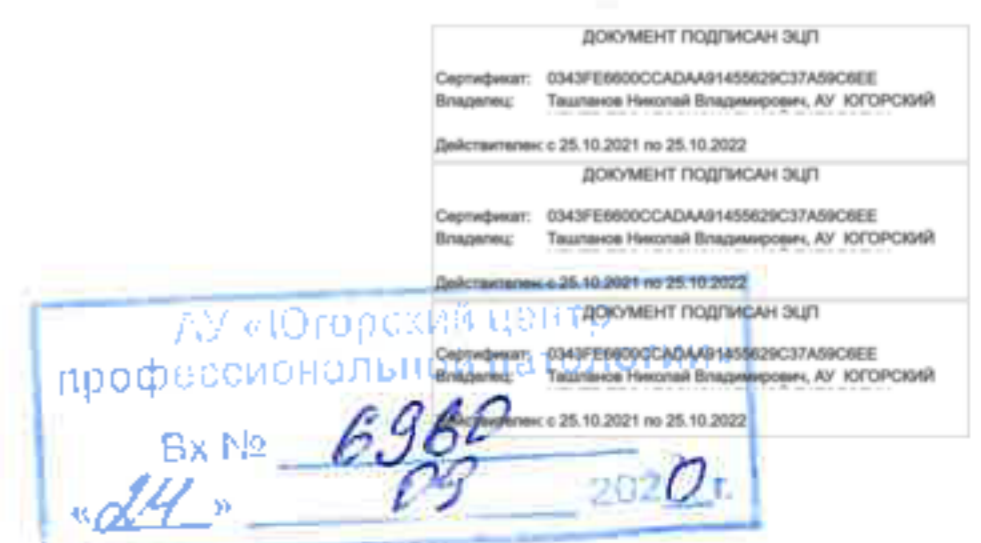 ДОКУМЕНТ ПОДПИСАН ЭЦП
Сертификат: 0343FE6600CCADAA91455629C37A59C6EE
Владелец: Ташланов Николай Владимирович, АУ ЮГОРСКИЙ
Действителен: с 25.10.2021 по 25.10.2022
ДОКУМЕНТ ПОДПИСАН ЭЦП
Сертификат: 0343FE6600CCADAA91455629C37A59C6EE
Владелец: Ташланов Николай Владимирович, АУ ЮГОРСКИЙ
Действителен: с 25.10.2021 по 25.10.2022
ДОКУМЕНТ ПОДПИСАН ЭЦП
Сертификат: 0343FE6600CCADAA91455629C37A59C6EE
Владелец: Ташланов Николай Владимирович, АУ ЮГОРСКИЙ
Действителен: с 25.10.2021 по 25.10.2022
АУ «Югорский центр
профессиональной патологии»
Вх № 6960
«24» 09 2020 г.